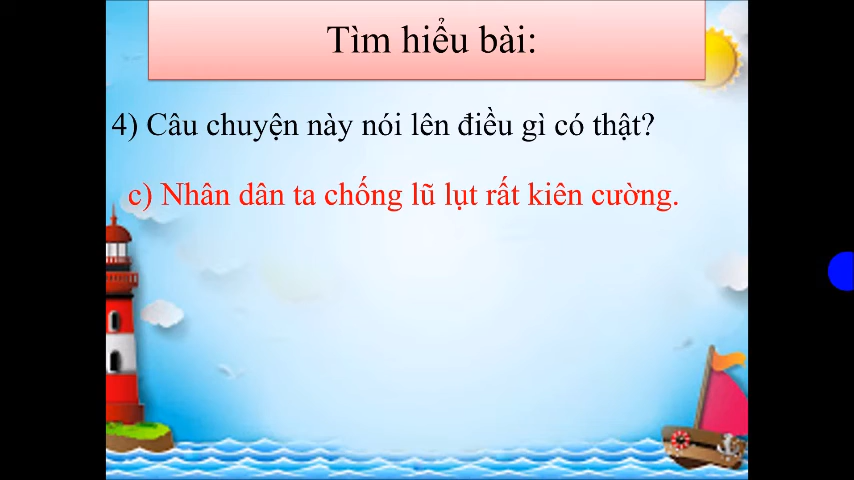 Tìm hiểu bài:
4) Câu chuyện này nói lên điều gì có thật?
c) Nhân dân ta chống lũ lụt rất kiên cường.